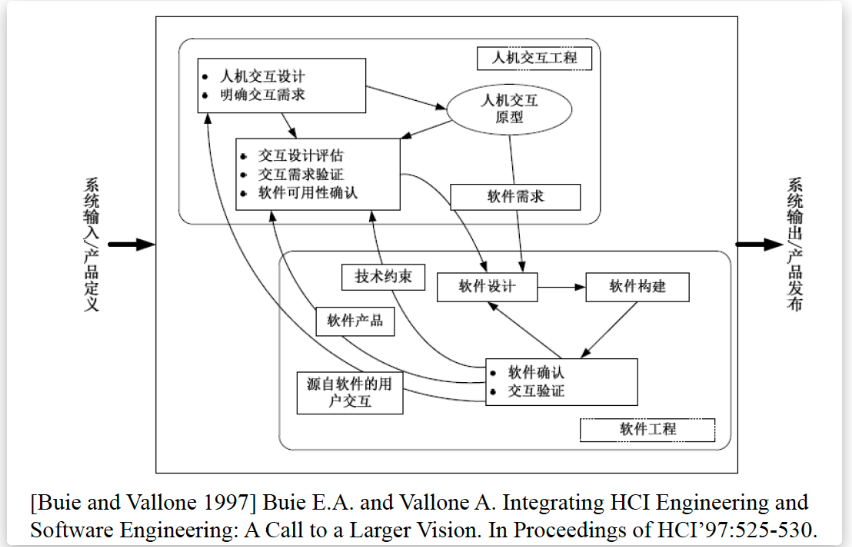 人机交互工程
• 人机交互设计
• 明确交互需求
人机交互
原型
• 交互设计评估
• 交互需求验证
• 软件可用性确认
软件需求
系统输入/产品定义
系统输出/产品发布
技术约束
软件设计
软件构建
软件产品
源自软件的用
户交互
• 软件确认
• 交互验证
软件工程
[Buie and Vallone 1997] Buie E.A. and Vallone A. Integrating HCI Engineering and
Software Engineering: A Call to a Larger Vision. In Proceedings of HCI’97:525-530.